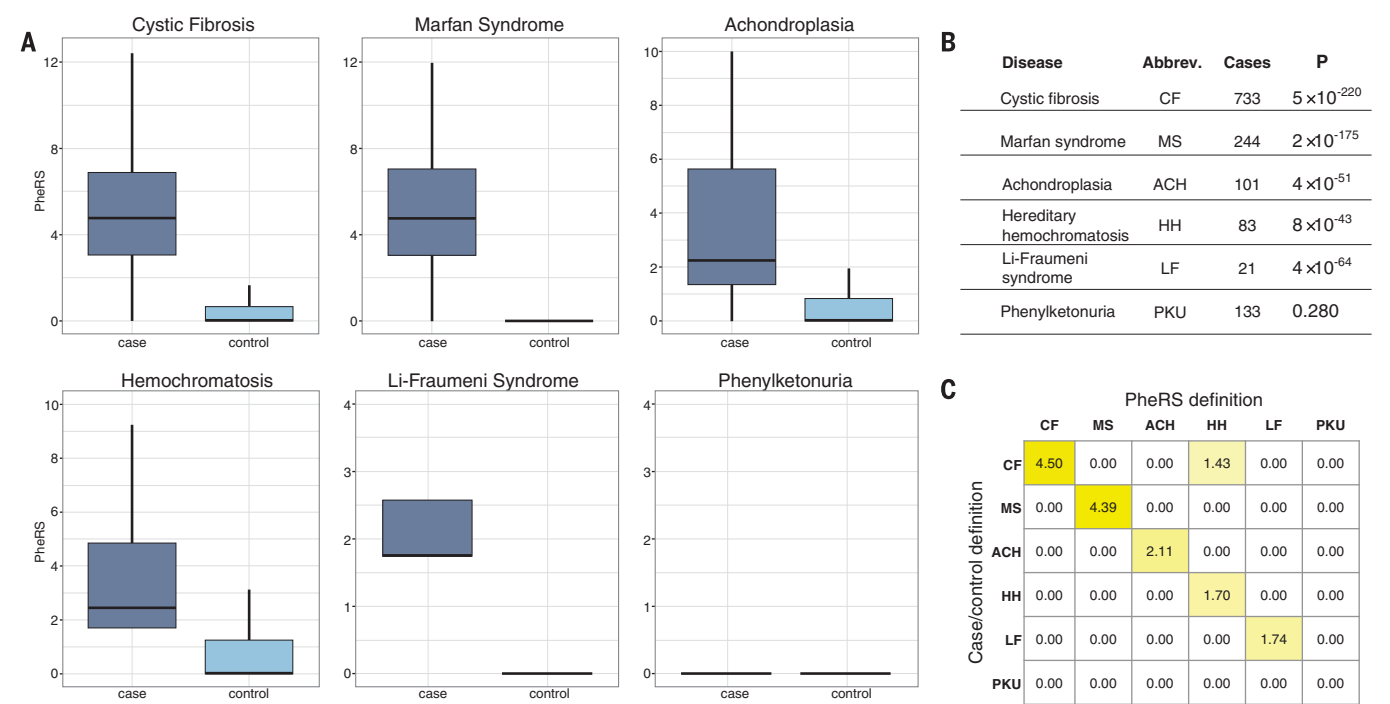 A
Cystic Fibrosis
PheRS
12
8
4
0
case control
Marfan Syndrome
12
8
4
0
case control
Achondroplasia
10
8
6
4
2
0
case control
Hemochromatosis
PheRS
10
8
6
4
2
0
case control
Li-Fraumeni Syndrome
4
3
2
1
0
case control
Phenylketonuria
4
3
2
1
0
case control
B
Disease Abbrev. Cases P
Cystic fibrosis CF 733 5×10-220
Marfan syndrome MS 244 2×10-175
Achondroplasia ACH 101 4×10-51
Hereditary
hemochromatosis HH 83 8×10-43
Li-Fraumeni
syndrome LF 21 4×10-64
Phenylketonuria PKU 133 0.280
C
PheRS definition
CF MS ACH HH LF PKU
Case/control definition
CF 4.50 0.00 0.00 1.43 0.00 0.00
MS 0.00 4.39 0.00 0.00 0.00 0.00
ACH 0.00 0.00 2.11 0.00 0.00 0.00
HH 0.00 0.00 0.00 1.70 0.00 0.00
LF 0.00 0.00 0.00 0.00 1.74 0.00
PKU 0.00 0.00 0.00 0.00 0.00 0.00